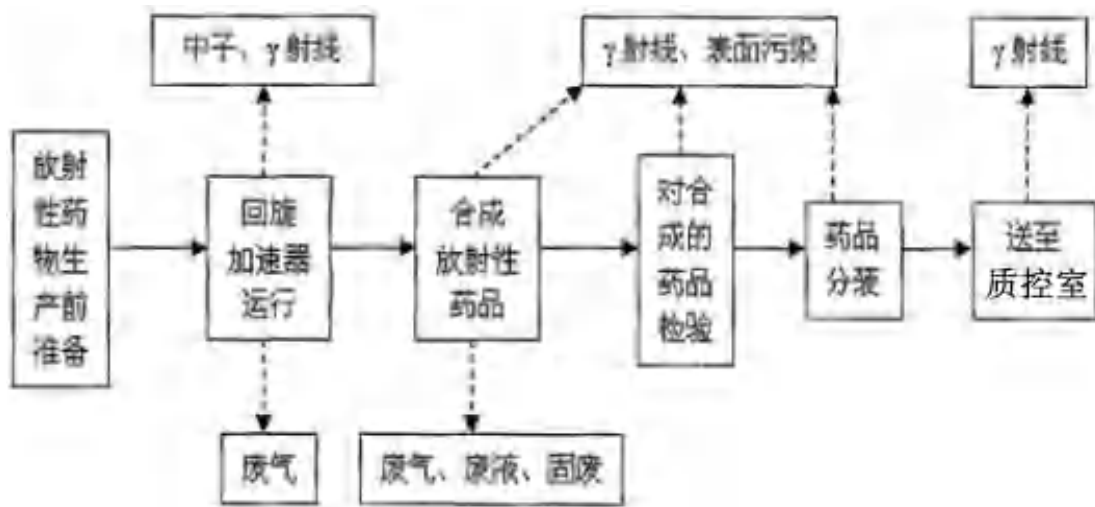 中子、γ射线
γ射线、表面污染
γ射线
放射
性药
物生
产前
准备
回旋
加速器
运行
合成
放射性
药品
对合
成的
药品
检验
药品
分装
送至
质控室
废气
废气、废液、固废